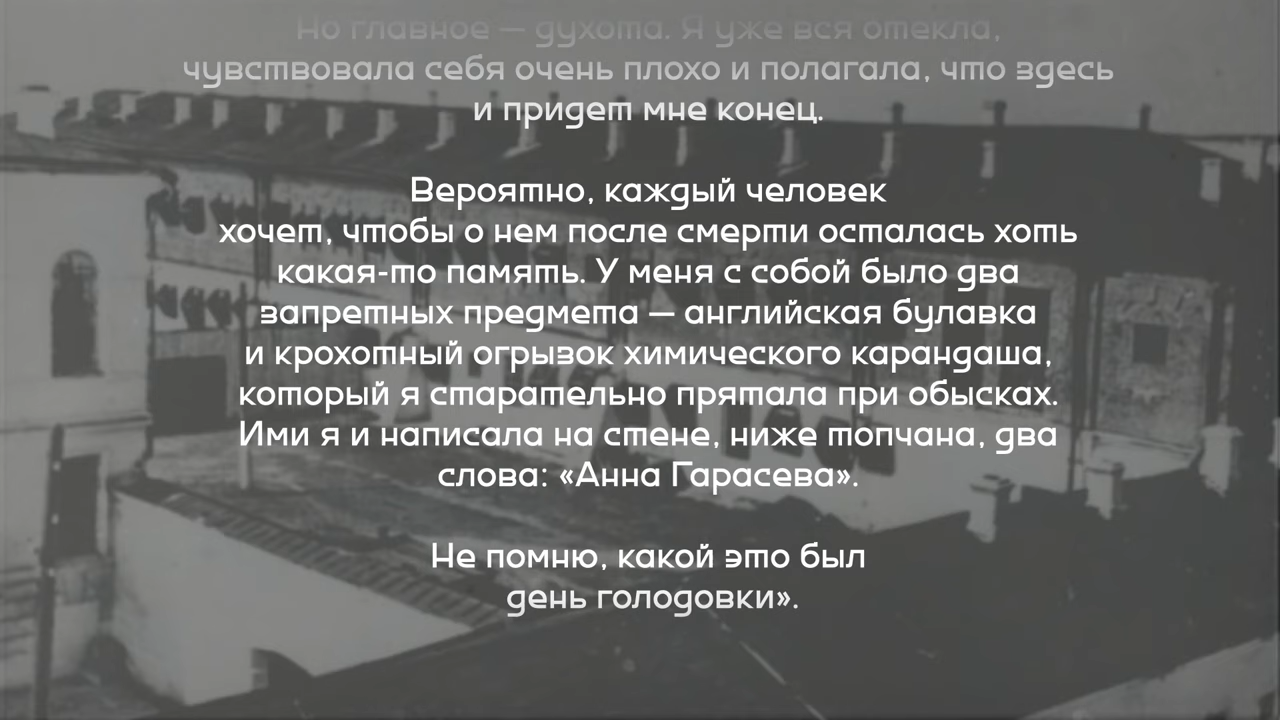 Но главное — духота. Я уже вся отекла,
чувствовала себя очень плохо и полагала, что здесь
и придет мне конец.
Вероятно, каждый человек
хочет, чтобы о нем после смерти осталась хоть
какая-то память. У меня с собой было два
запретных предмета — английская булавка
и крохотный огрызок химического карандаша,
который я старательно прятала при обысках.
Ими я и написала на стене, ниже топчана, два
слова: «Анна Гарасева».
Не помню, какой это был
день голодовки».